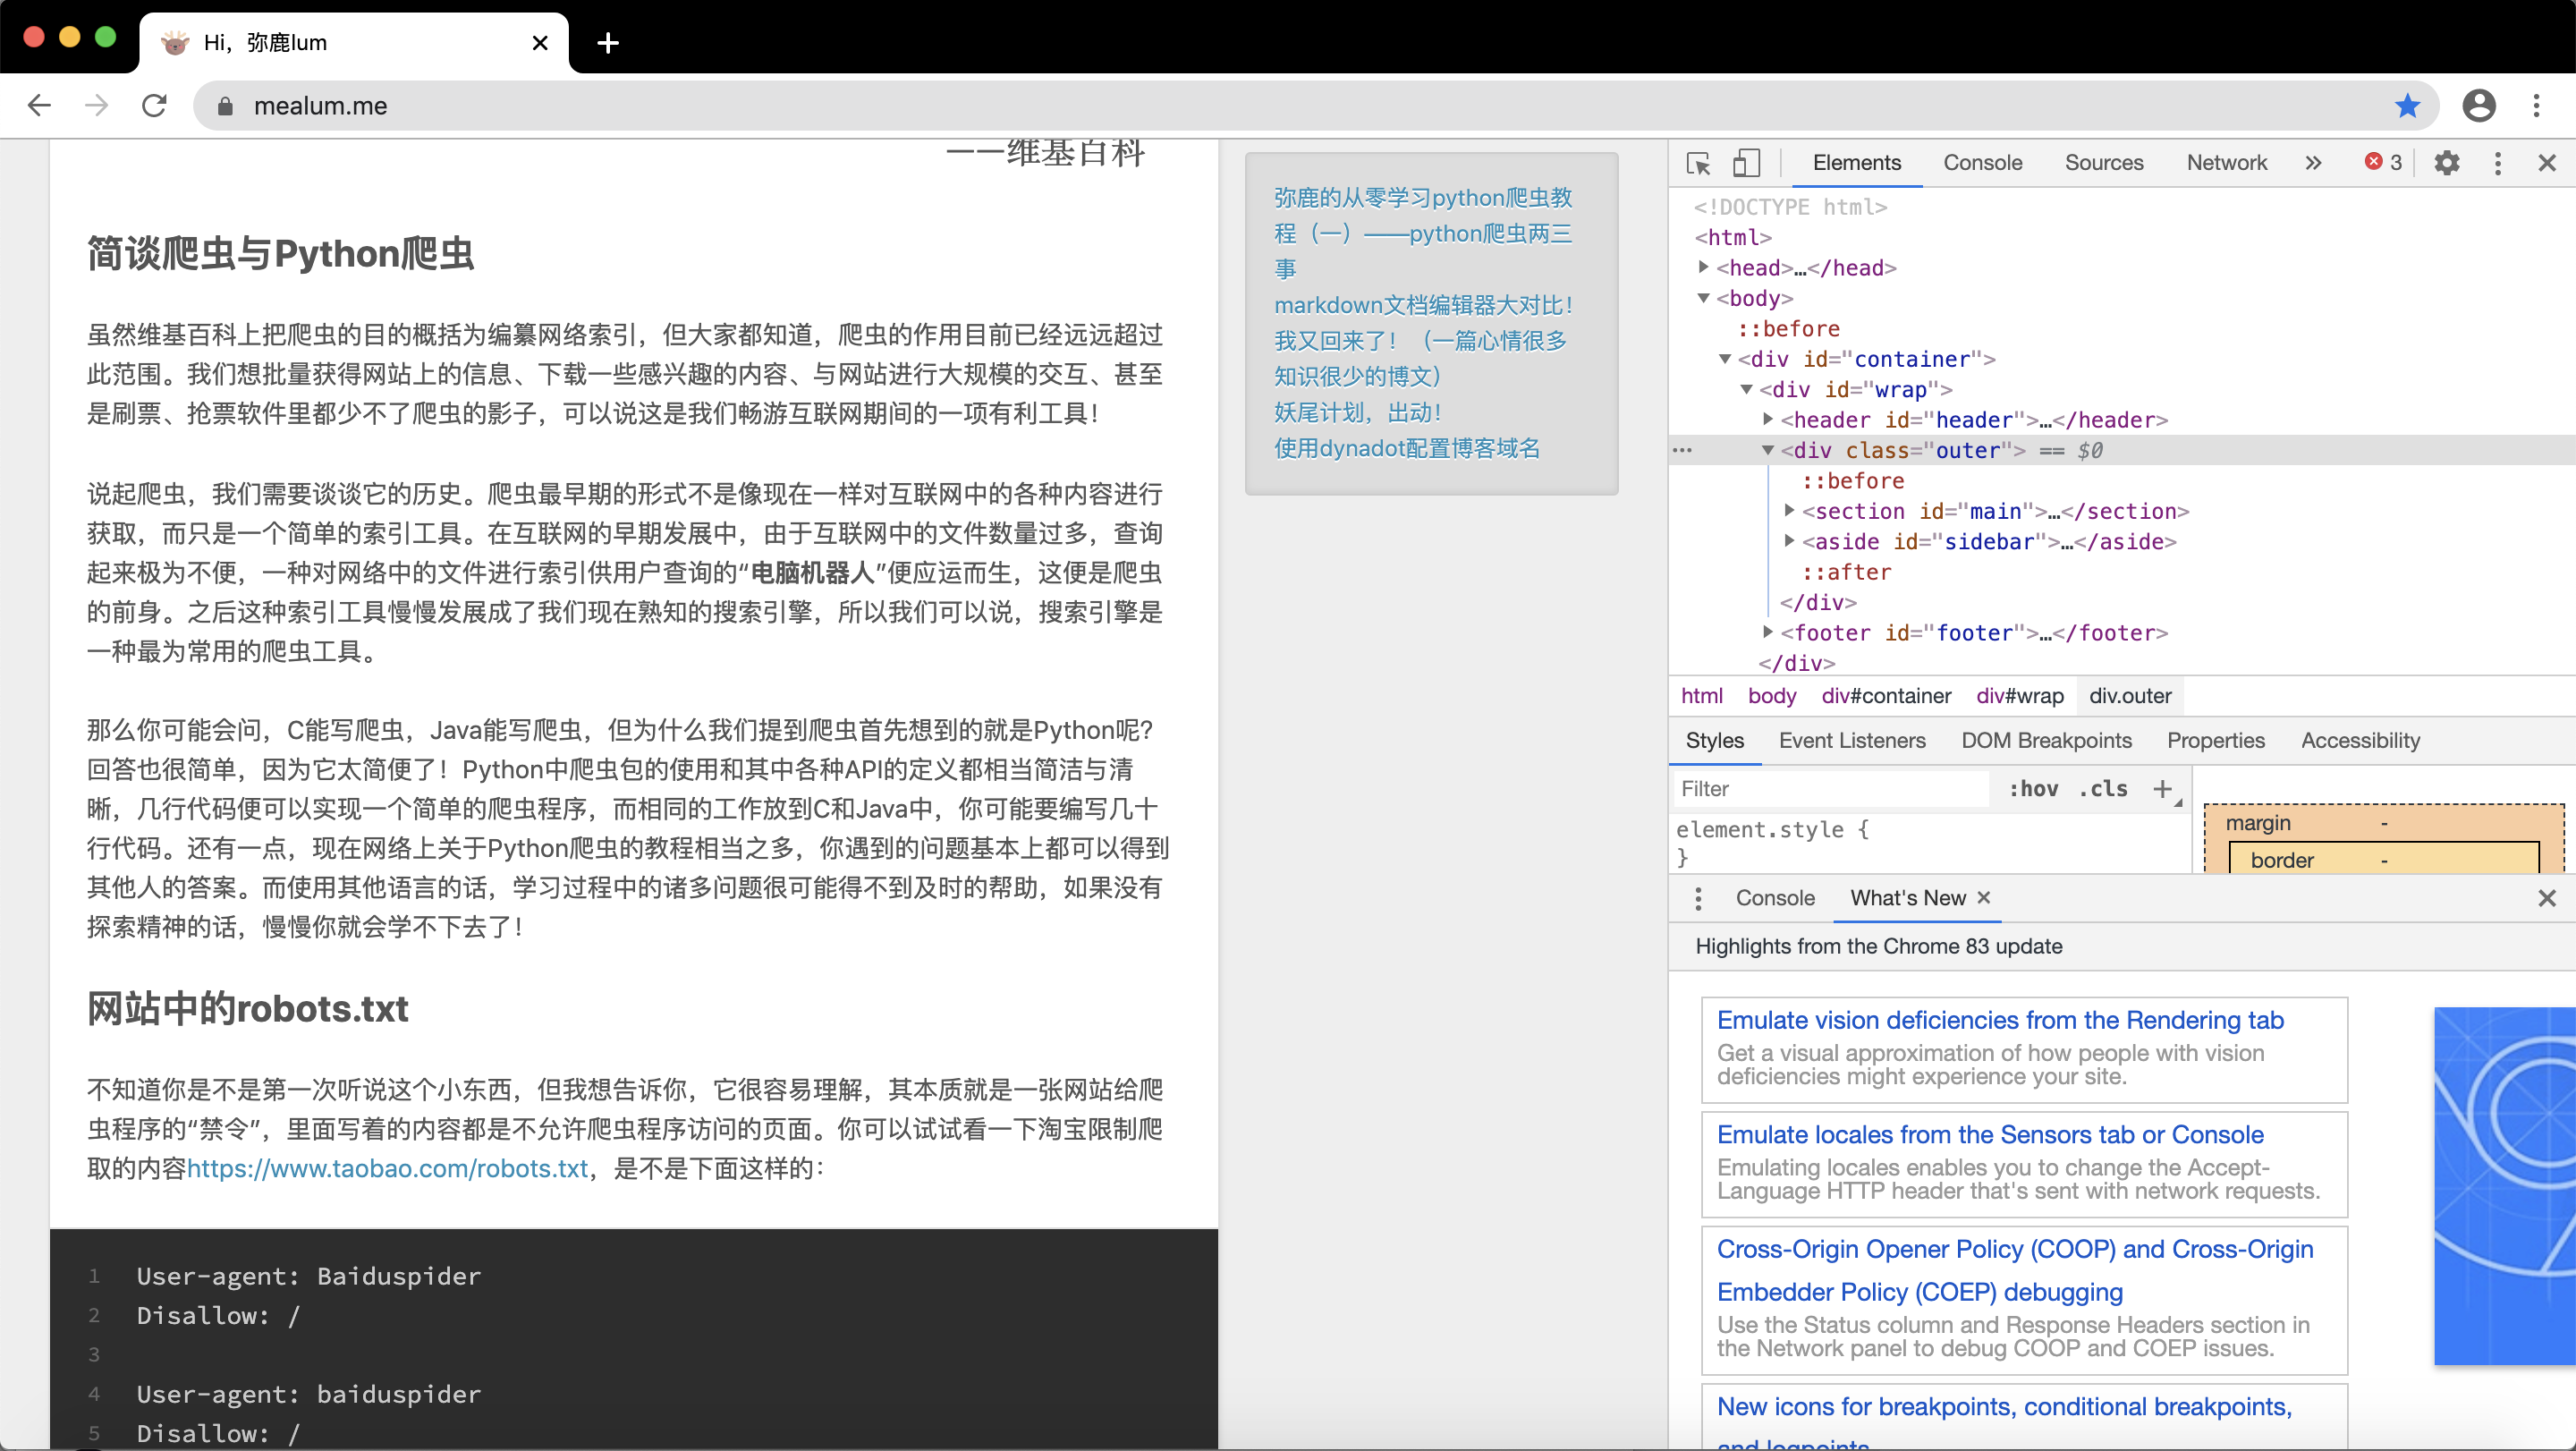 Hi，弥鹿lum
mealum.me
——维基百科
简谈爬虫与Python爬虫
虽然维基百科上把爬虫的目的概括为编纂网络索引，但大家都知道，爬虫的作用目前已经远远超过
此范围。我们想批量获得网站上的信息、下载一些感兴趣的内容、与网站进行大规模的交互、甚至
是刷票、抢票软件里都少不了爬虫的影子，可以说这是我们畅游互联网期间的一项有利工具！
说起爬虫，我们需要谈谈它的历史。爬虫最早期的形式不是像现在一样对互联网中的各种内容进行
获取，而只是一个简单的索引工具。在互联网的早期发展中，由于互联网中的文件数量过多，查询
起来极为不便，一种对网络中的文件进行索引供用户查询的“电脑机器人”便应运而生，这便是爬虫
的前身。之后这种索引工具慢慢发展成了我们现在熟知的搜索引擎，所以我们可以说，搜索引擎是
一种最为常用的爬虫工具。
那么你可能会问，C能写爬虫，Java能写爬虫，但为什么我们提到爬虫首先想到的就是Python呢？
回答也很简单，因为它太简便了！Python中爬虫包的使用和其中各种API的定义都相当简洁与清
晰，几行代码便可以实现一个简单的爬虫程序，而相同的工作放到C和Java中，你可能要编写几十
行代码。还有一点，现在网络上关于Python爬虫的教程相当之多，你遇到的问题基本上都可以得到
其他人的答案。而使用其他语言的话，学习过程中的诸多问题很可能得不到及时的帮助，如果没有
探索精神的话，慢慢你就会学不下去了！
网站中的robots.txt
不知道你是不是第一次听说这个小东西，但我想告诉你，它很容易理解，其本质就是一张网站给爬
虫程序的“禁令”，里面写着的内容都是不允许爬虫程序访问的页面。你可以试试看一下淘宝限制爬
取的内容https://www.taobao.com/robots.txt，是不是下面这样的：
1 User-agent: Baiduspider
2 Disallow: /
3
4 User-agent: baiduspider
5 Disallow: /
弥鹿的从零学习python爬虫教
程（一）——python爬虫两三
事
markdown文档编辑器大对比！
我又回来了！（一篇心情很多
知识很少的博文）
妖尾计划，出动！
使用dynadot配置博客域名
Elements Console Sources Network » 3
<!DOCTYPE html>
<html>
<head>…</head>
<body>
::before
<div id="container">
<div id="wrap">
<header id="header">…</header>
… <div class="outer"> == $0
::before
<section id="main">…</section>
<aside id="sidebar">…</aside>
::after
</div>
<footer id="footer">…</footer>
</div>
html body div#container div#wrap div.outer
Styles Event Listeners DOM Breakpoints Properties Accessibility
Filter :hov .cls +
element.style {
}
margin -
border -
Console What's New
Highlights from the Chrome 83 update
Emulate vision deficiencies from the Rendering tab
Get a visual approximation of how people with vision
deficiencies might experience your site.
Emulate locales from the Sensors tab or Console
Emulating locales enables you to change the Accept-
Language HTTP header that's sent with network requests.
Cross-Origin Opener Policy (COOP) and Cross-Origin
Embedder Policy (COEP) debugging
Use the Status column and Response Headers section in
the Network panel to debug COOP and COEP issues.
New icons for breakpoints, conditional breakpoints,
and logpoints